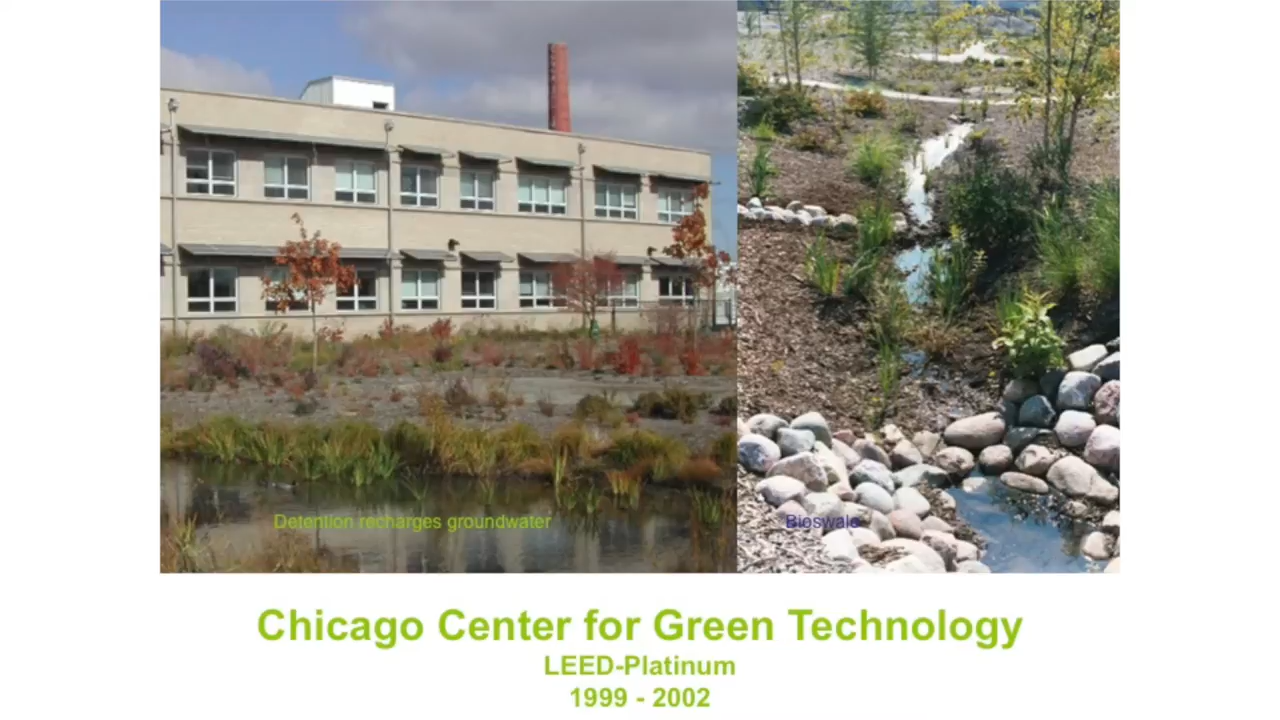 Detention recharges groundwater
Bioswale
Chicago Center for Green Technology
LEED-Platinum
1999 - 2002